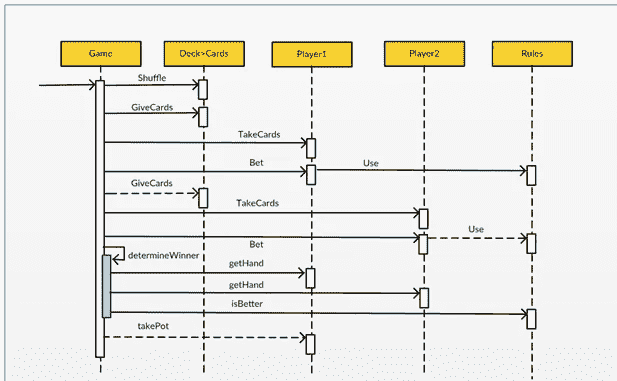 Game
Deck>Cards
Player1
Player2
Rules
Shuffle
GiveCards
TakeCards
Bet
Use
GiveCards
TakeCards
Use
Bet
determineWinner
getHand
getHand
isBetter
takePot